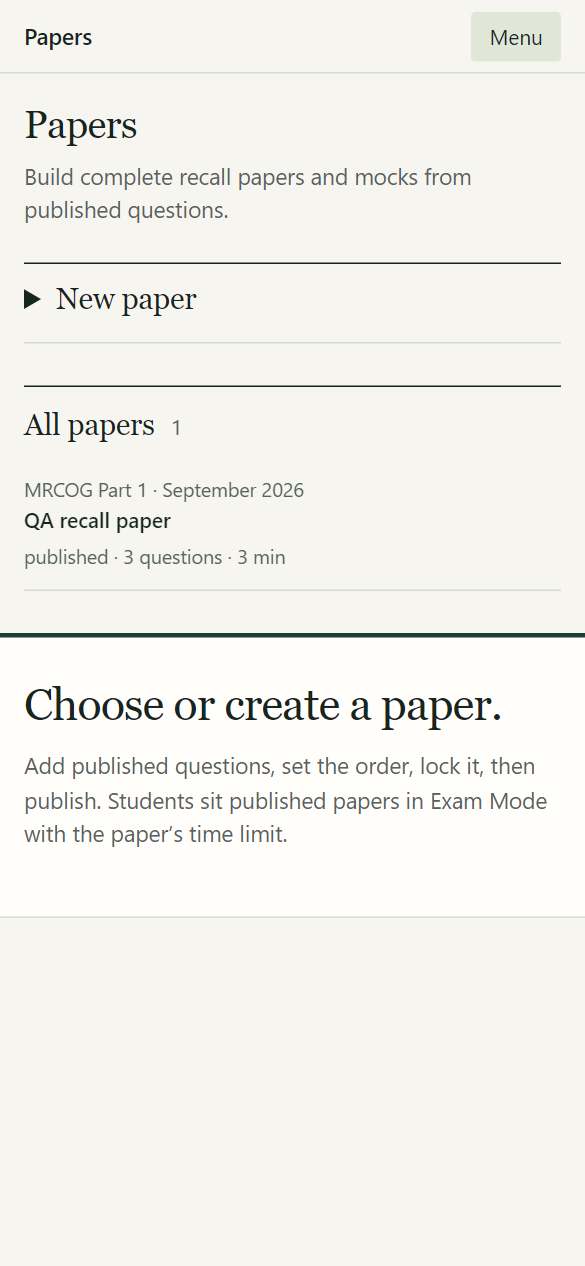 Papers
Menu
Papers
Build complete recall papers and mocks from
published questions.
New paper
All papers 1
MRCOG Part 1 · September 2026
QA recall paper
published · 3 questions · 3 min
Choose or create a paper.
Add published questions, set the order, lock it, then
publish. Students sit published papers in Exam Mode
with the paper’s time limit.